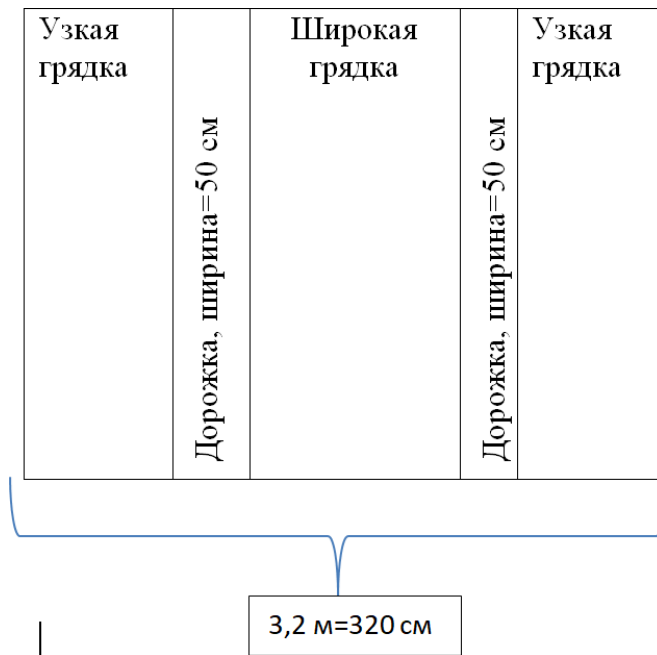 Узкая
грядка
Дорожка, ширина=50 см
Широкая
грядка
Дорожка, ширина=50 см
Узкая
грядка
3,2 м=320 см